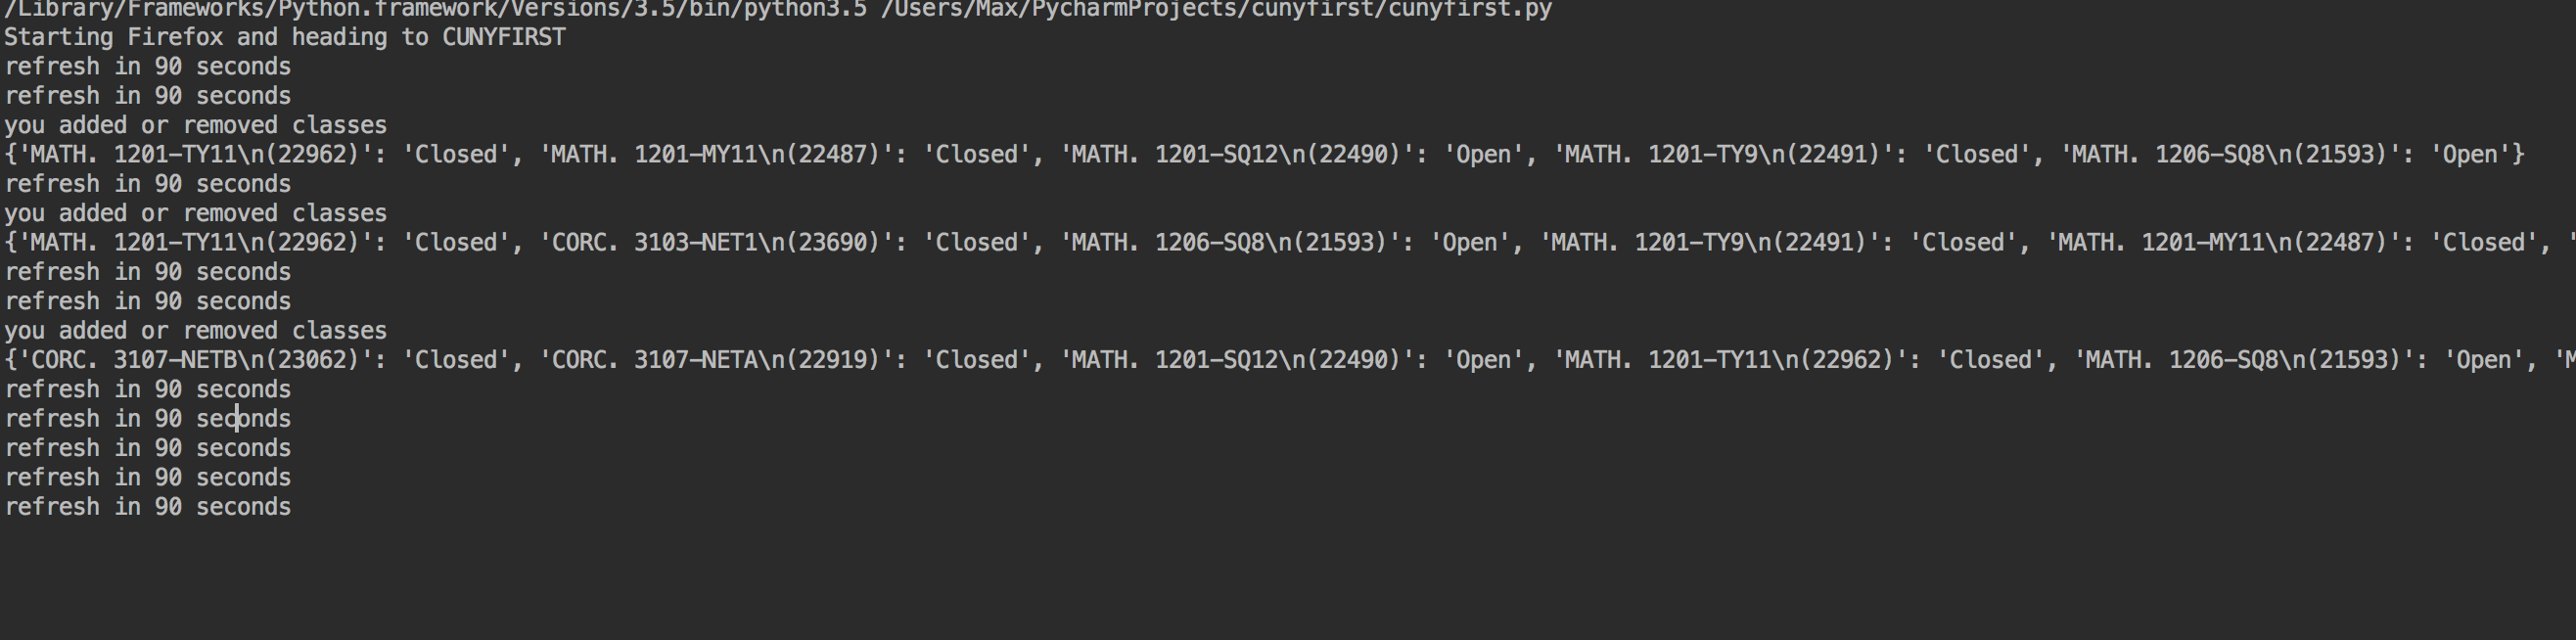 /Library/Frameworks/Python.framework/Versions/3.5/bin/python3.5 /Users/Max/PycharmProjects/cunyfirst/cunyfirst.py
Starting Firefox and heading to CUNYFIRST
refresh in 90 seconds
refresh in 90 seconds
you added or removed classes
{'MATH. 1201-TY11\n(22962)': 'Closed', 'MATH. 1201-MY11\n(22487)': 'Closed', 'MATH. 1201-SQ12\n(22490)': 'Open', 'MATH. 1201-TY9\n(22491)': 'Closed', 'MATH. 1206-SQ8\n(21593)': 'Open'}
refresh in 90 seconds
you added or removed classes
{'MATH. 1201-TY11\n(22962)': 'Closed', 'CORC. 3103-NET1\n(23690)': 'Closed', 'MATH. 1206-SQ8\n(21593)': 'Open', 'MATH. 1201-TY9\n(22491)': 'Closed', 'MATH. 1201-MY11\n(22487)': 'Closed', '
refresh in 90 seconds
refresh in 90 seconds
you added or removed classes
{'CORC. 3107-NETB\n(23062)': 'Closed', 'CORC. 3107-NETA\n(22919)': 'Closed', 'MATH. 1201-SQ12\n(22490)': 'Open', 'MATH. 1201-TY11\n(22962)': 'Closed', 'MATH. 1206-SQ8\n(21593)': 'Open', 'M
refresh in 90 seconds
refresh in 90 seconds
refresh in 90 seconds
refresh in 90 seconds
refresh in 90 seconds